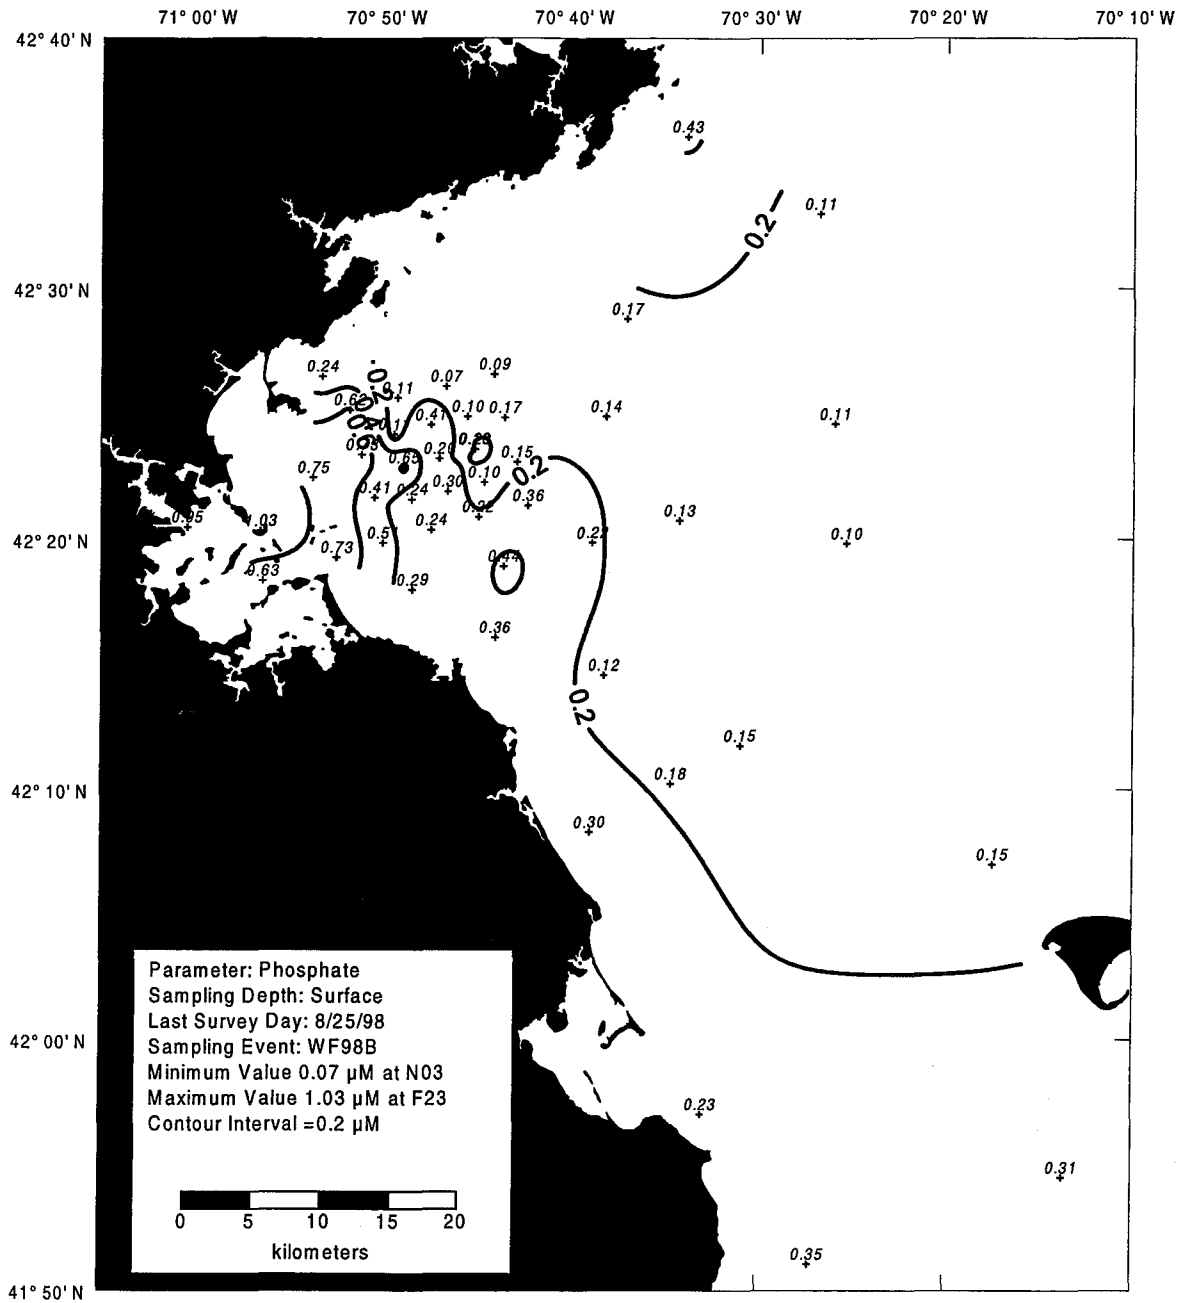 71° 00' W 70° 50' W 70° 40' W 70° 30' W 70° 20' W 70° 10' W
42° 40' N
0.43
0.11
0.2
42° 30' N
0.17
0.24
0.09
0.07
0.2
0.11
0.10 0.17
0.14
0.11
0.41
0.15
0.75
0.65
0.10
0.2
0.41
0.24
0.30
0.36
0.13
0.95
1.03
0.24
0.10
42° 20' N
0.73
0.44
0.63
0.29
0.36
0.12
0.2
0.15
0.18
42° 10' N
0.30
0.15
Parameter: Phosphate
Sampling Depth: Surface
Last Survey Day: 8/25/98
42° 00' N
Sampling Event: WF98B
Minimum Value 0.07 µM at N03
Maximum Value 1.03 µM at F23
Contour Interval =0.2 µM
0.23
0.31
0 5 10 15 20
kilometers
0.35
41° 50' N